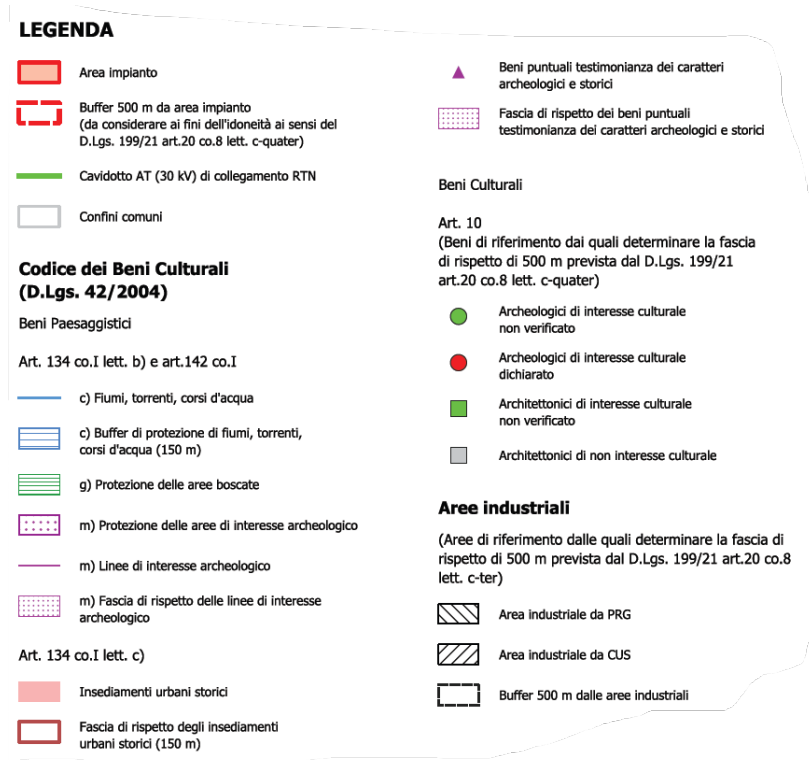 LEGENDA
Area impianto
Buffer 500 m da area impianto
(da considerare ai fini dell'idoneità ai sensi del
D.Lgs. 199/21 art.20 co.8 lett. c-quater)
Cavidotto AT (30 kV) di collegamento RTN
Confini comuni
Codice dei Beni Culturali
(D.Lgs. 42/2004)
Beni Paesaggistici
Art. 134 co.I lett. b) e art.142 co.I
c) Fiumi, torrenti, corsi d'acqua
c) Buffer di protezione di fiumi, torrenti,
corsi d'acqua (150 m)
g) Protezione delle aree boscate
m) Protezione delle aree di interesse archeologico
m) Linee di interesse archeologico
m) Fascia di rispetto delle linee di interesse
archeologico
Art. 134 co.I lett. c)
Insediamenti urbani storici
Fascia di rispetto degli insediamenti
urbani storici (150 m)
Beni puntuali testimonianza dei caratteri
archeologici e storici
Fascia di rispetto dei beni puntuali
testimonianza dei caratteri archeologici e storici
Beni Culturali
Art. 10
(Beni di riferimento dai quali determinare la fascia
di rispetto di 500 m prevista dal D.Lgs. 199/21
art.20 co.8 lett. c-quater)
Archeologici di interesse culturale
non verificato
Archeologici di interesse culturale
dichiarato
Architettonici di interesse culturale
non verificato
Architettonici di non interesse culturale
Aree industriali
(Aree di riferimento dalle quali determinare la fascia di
rispetto di 500 m prevista dal D.Lgs. 199/21 art.20 co.8
lett. c-ter)
Area industriale da PRG
Area industriale da CUS
Buffer 500 m dalle aree industriali